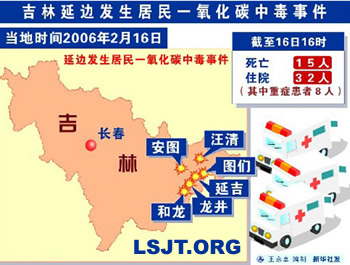 吉林延边发生居民一氧化碳中毒事件
当地时间2006年2月16日
截至16日16时
死亡 15人
住院 32人
(其中重症患者8人)
延边发生居民一氧化碳中毒事件
吉
林
长春
安图
汪清
图们
延吉
龙井
和龙
LSJT.ORG
王永卓 编制 新华社发